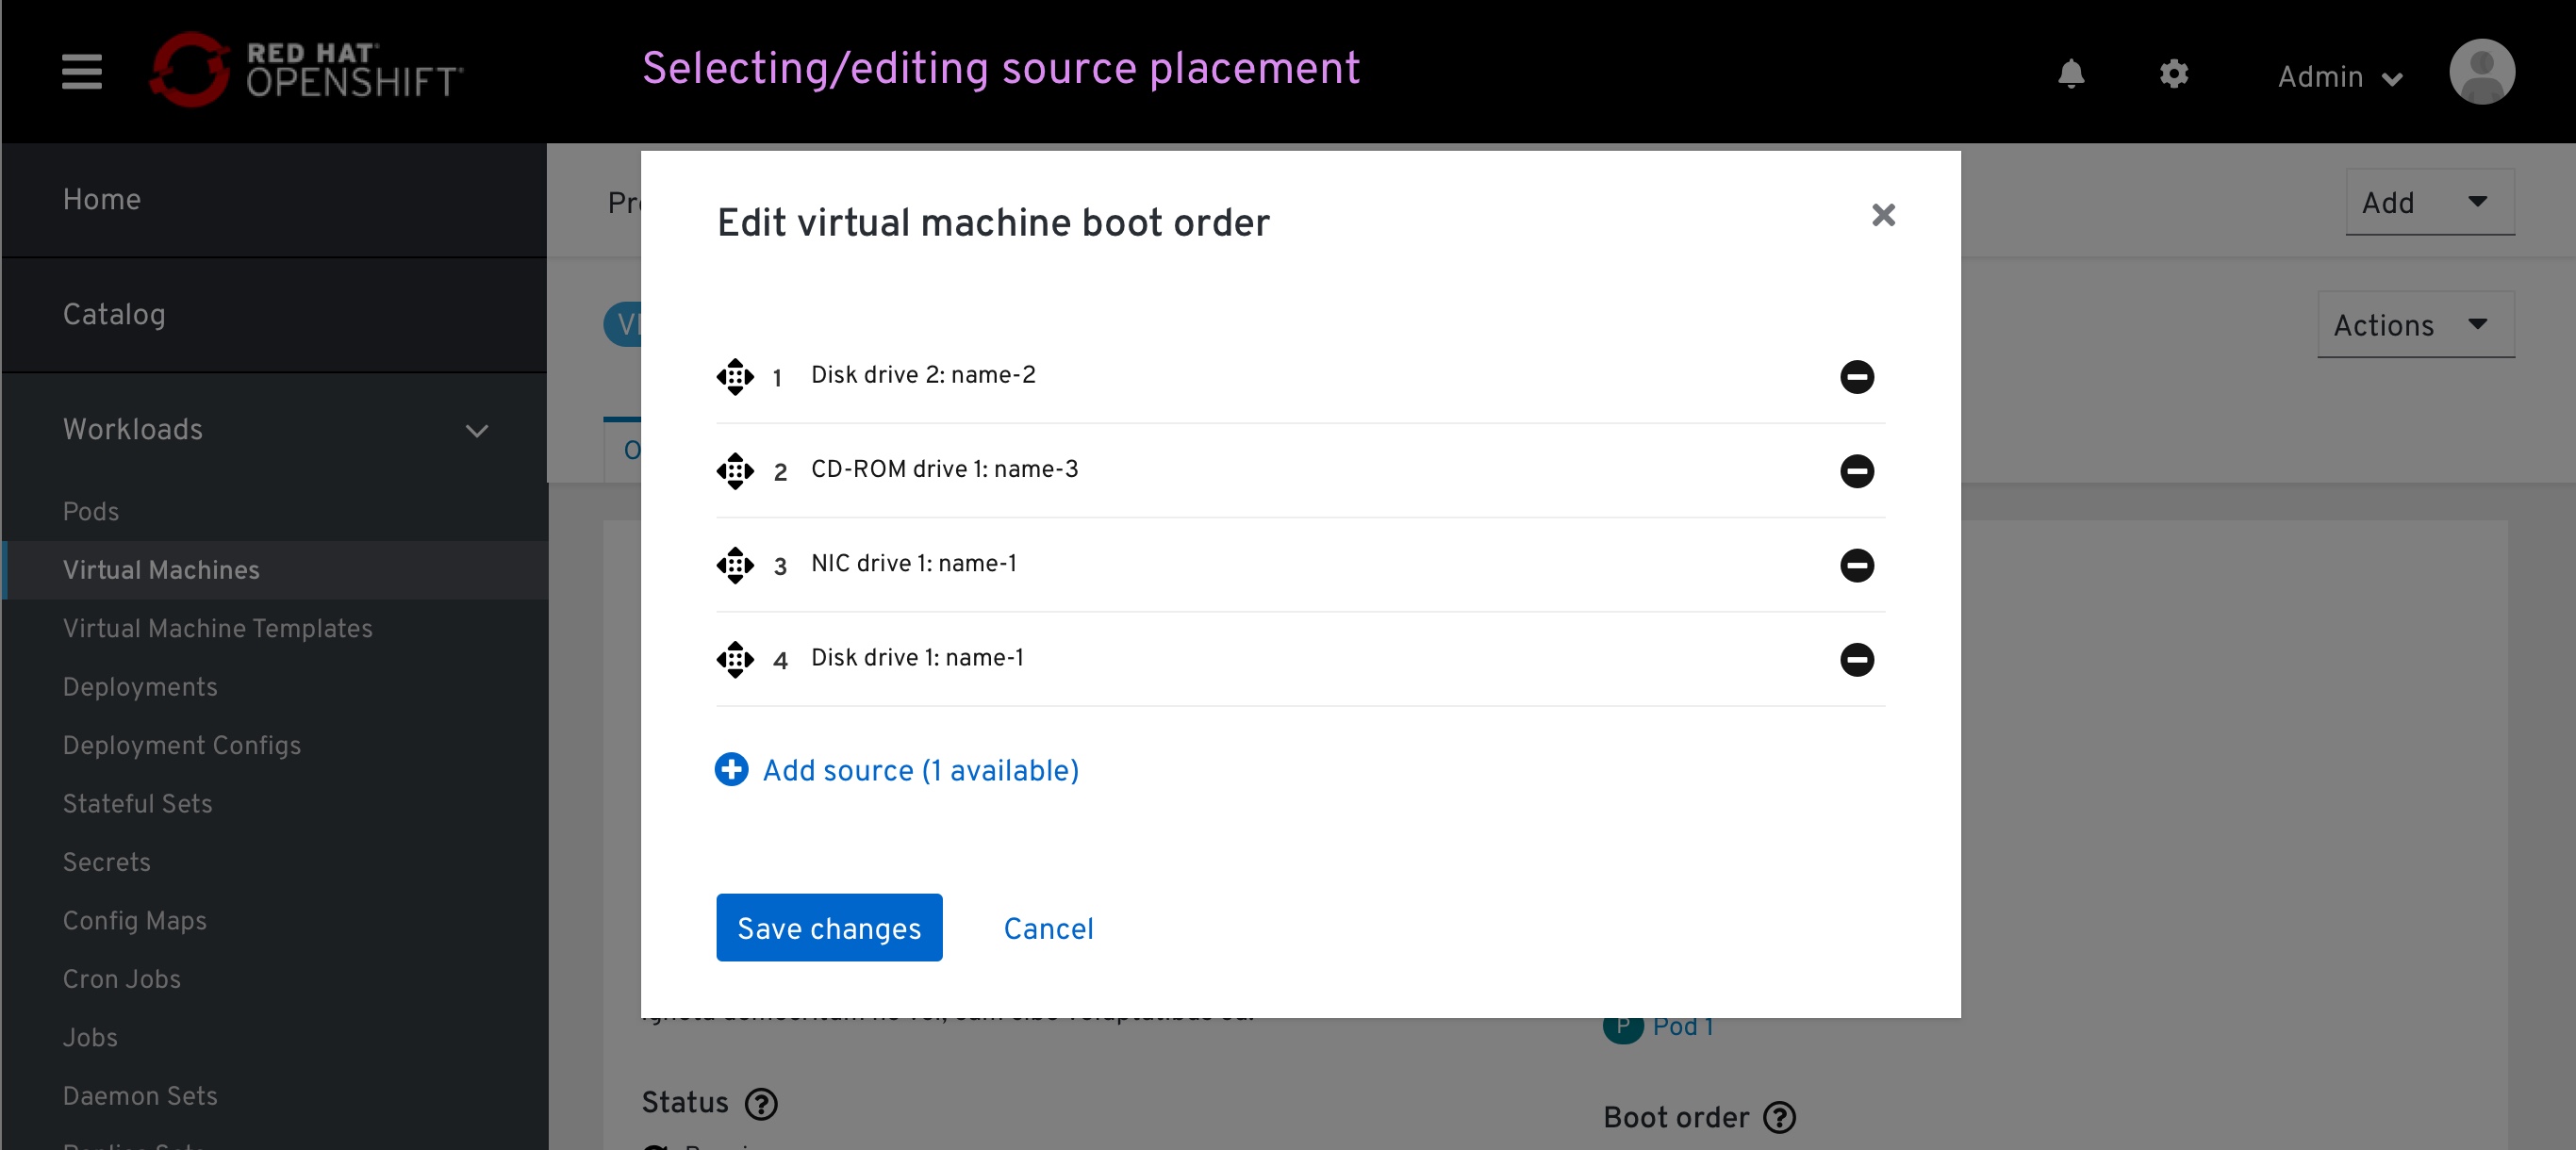 RED HAT
OPENSHIFT
Selecting/editing source placement
Admin
Home
Catalog
Workloads
Pods
Virtual Machines
Virtual Machine Templates
Deployments
Deployment Configs
Stateful Sets
Secrets
Config Maps
Cron Jobs
Jobs
Daemon Sets
Add
Actions
Edit virtual machine boot order
1 Disk drive 2: name-2
2 CD-ROM drive 1: name-3
3 NIC drive 1: name-1
4 Disk drive 1: name-1
Add source (1 available)
Save changes
Cancel
P Pod 1
Status
Boot order